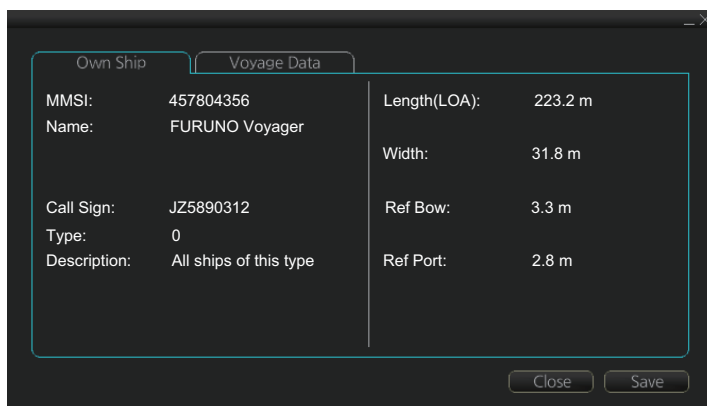 Own Ship
Voyage Data
MMSI: 457804356
Name: FURUNO Voyager
Call Sign: JZ5890312
Type: 0
Description: All ships of this type
Length(LOA): 223.2 m
Width: 31.8 m
Ref Bow: 3.3 m
Ref Port: 2.8 m
Close
Save